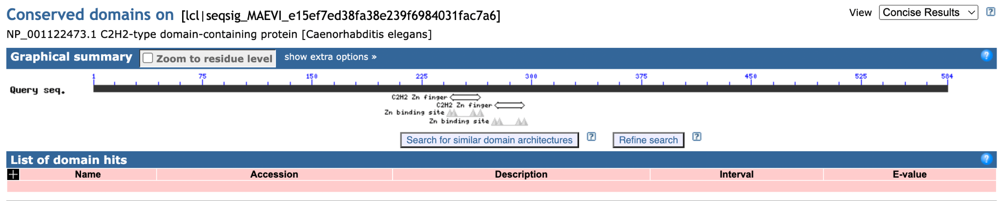 Conserved domains on [lcl|seqsig_MAEVI_e15ef7ed38fa38e239f6984031fac7a6]
View Concise Results ?
NP_001122473.1 C2H2-type domain-containing protein [Caenorhabditis elegans]
Graphical summary Zoom to residue level show extra options » ?
1 75 150 225 300 375 450 525 584
Query seq.
C2H2 Zn finger
C2H2 Zn finger
Zn binding site
Zn binding site
Search for similar domain architectures ? Refine search ?
List of domain hits ?
+ Name Accession Description Interval E-value